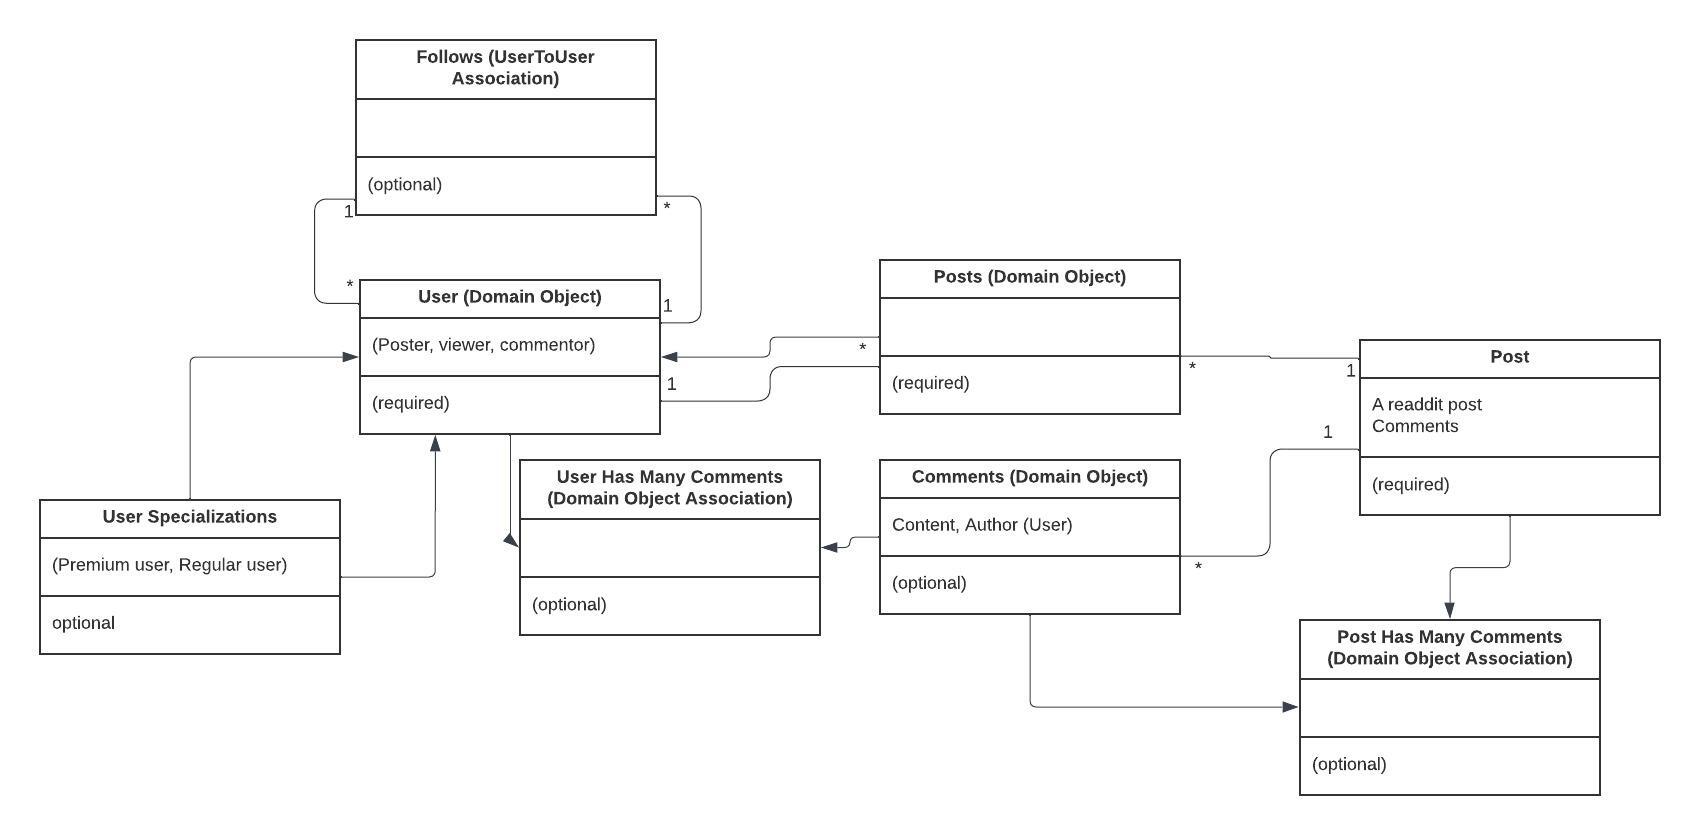 Follows (UserToUser
Association)
(optional)
1
*
*
User (Domain Object)
1
(Poster, viewer, commentor)
1
(required)
Posts (Domain Object)
*
(required)
*
1
Post
A readdit post
Comments
1
(required)
User Specializations
(Premium user, Regular user)
optional
User Has Many Comments
(Domain Object Association)
(optional)
Comments (Domain Object)
Content, Author (User)
*
(optional)
Post Has Many Comments
(Domain Object Association)
(optional)